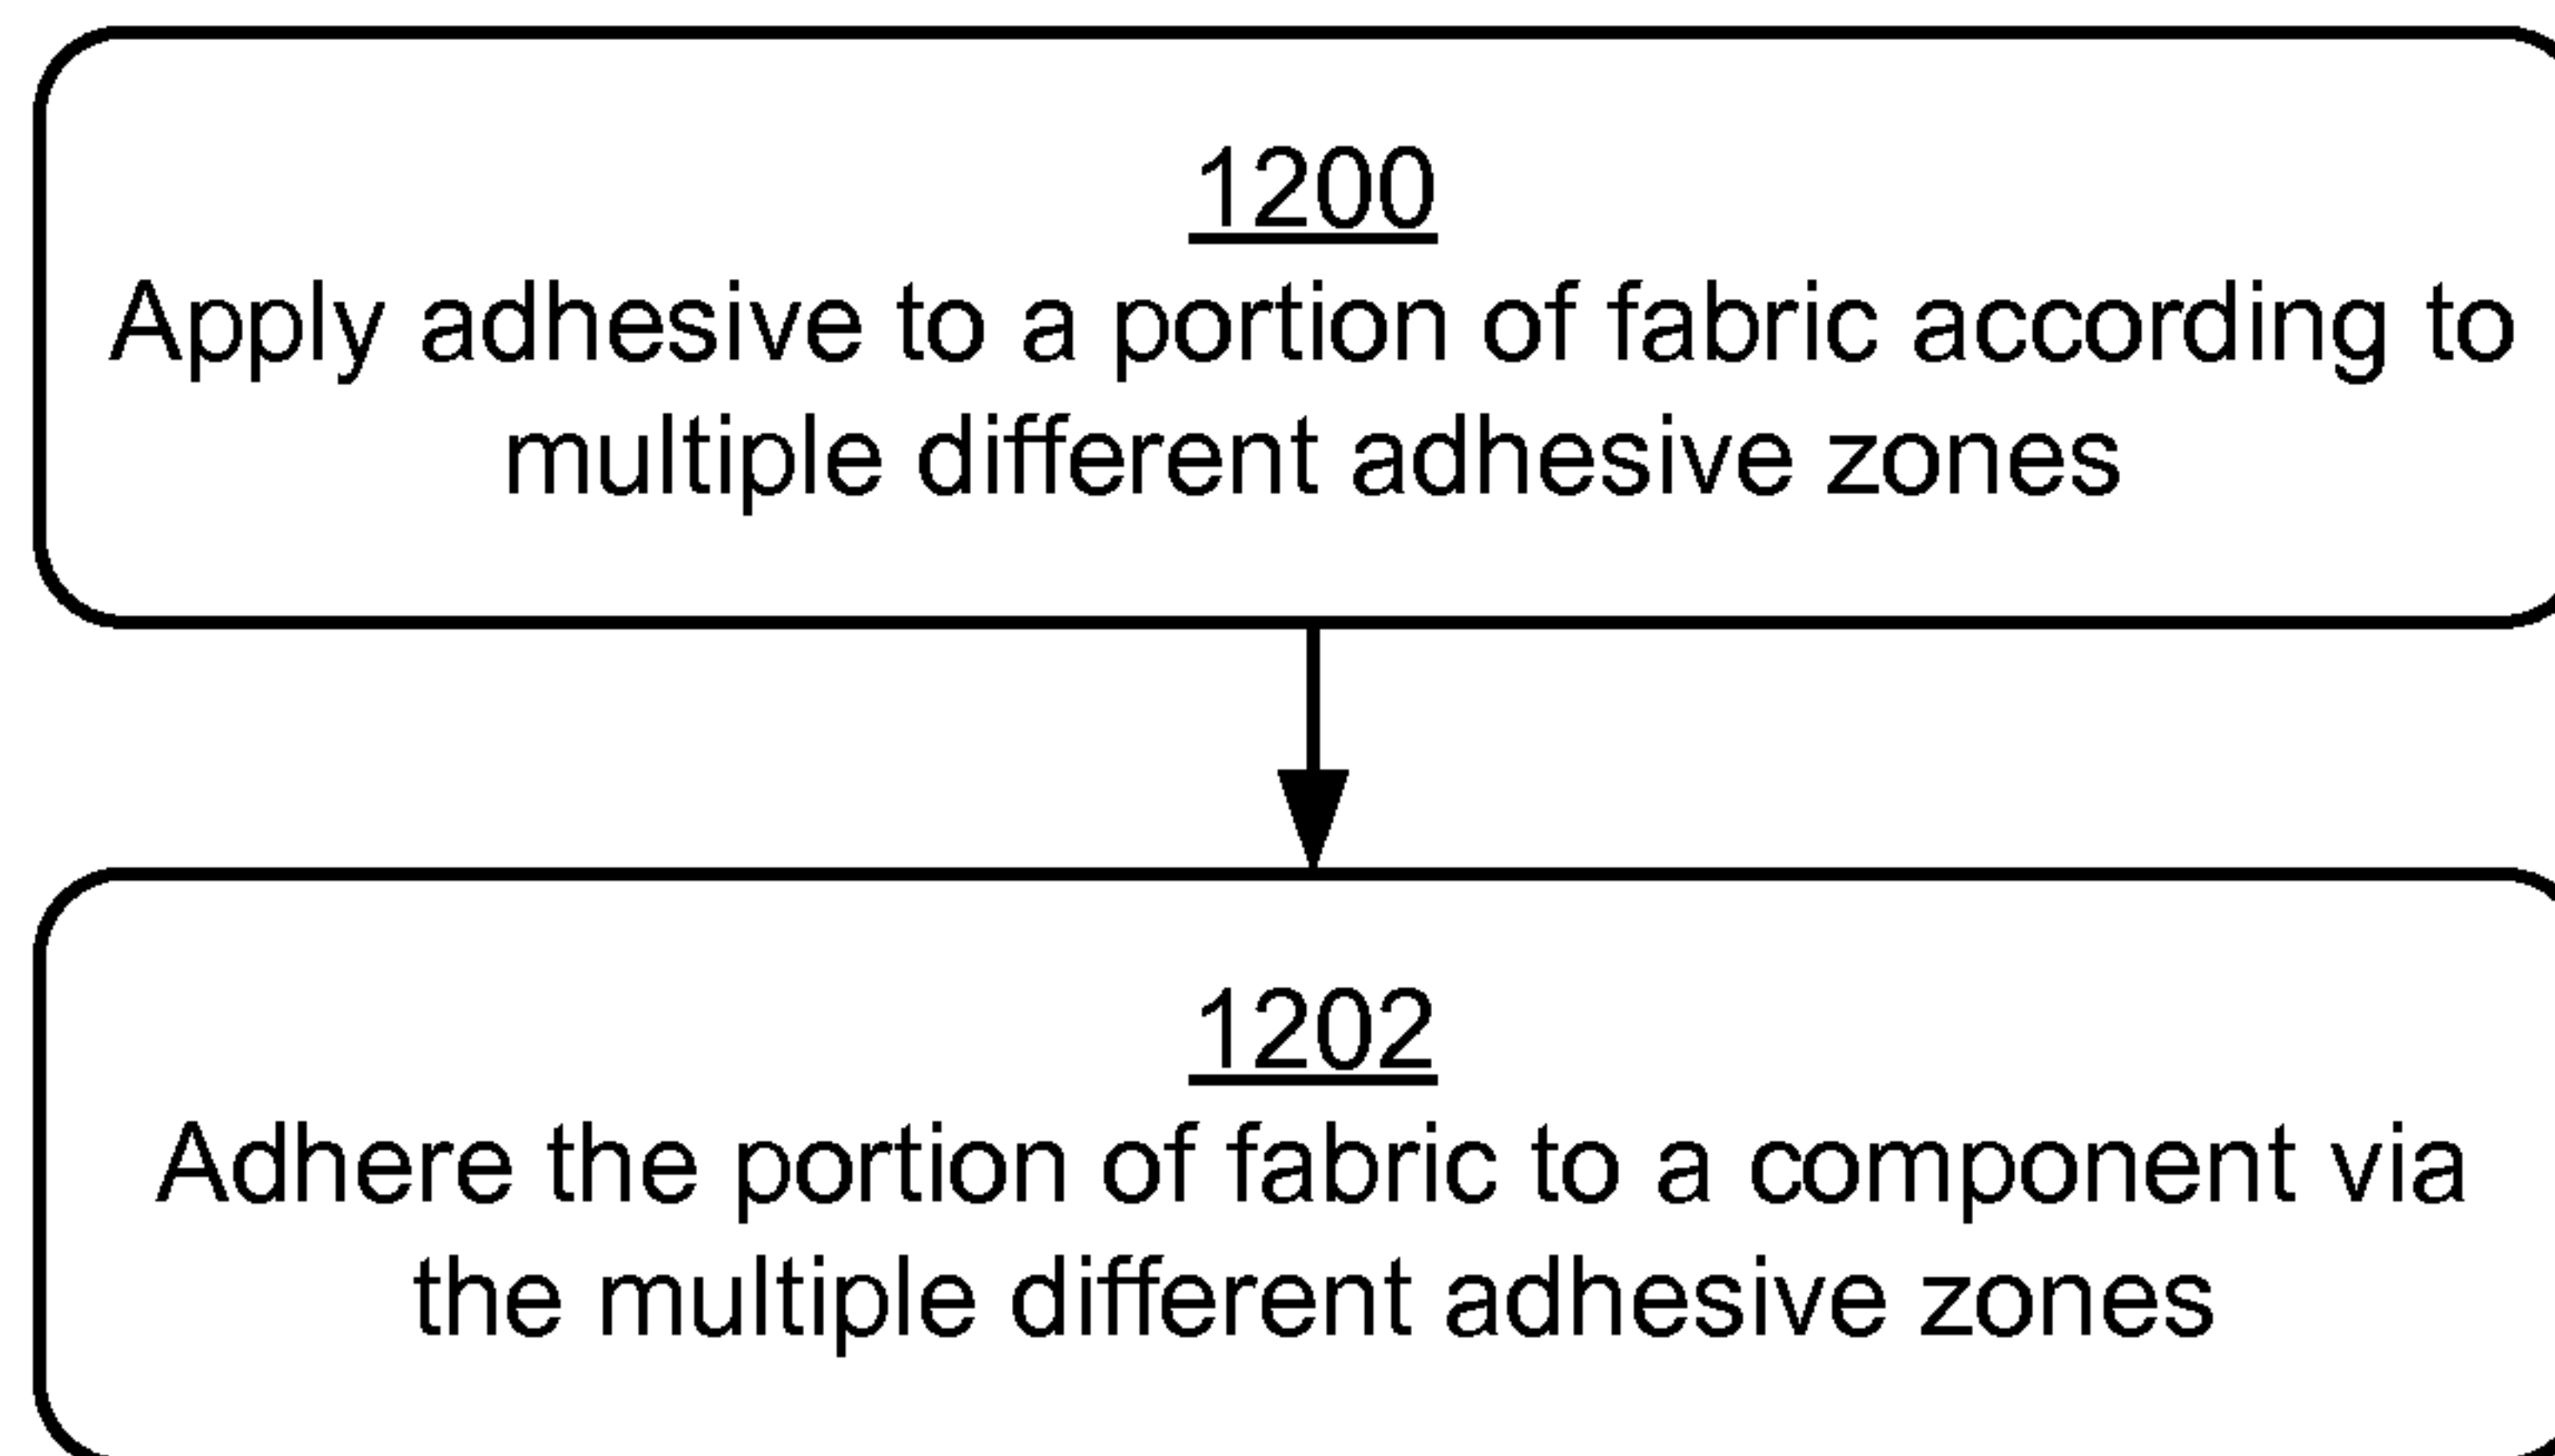 1200
Apply adhesive to a portion of fabric according to
multiple different adhesive zones
1202
Adhere the portion of fabric to a component via
the multiple different adhesive zones